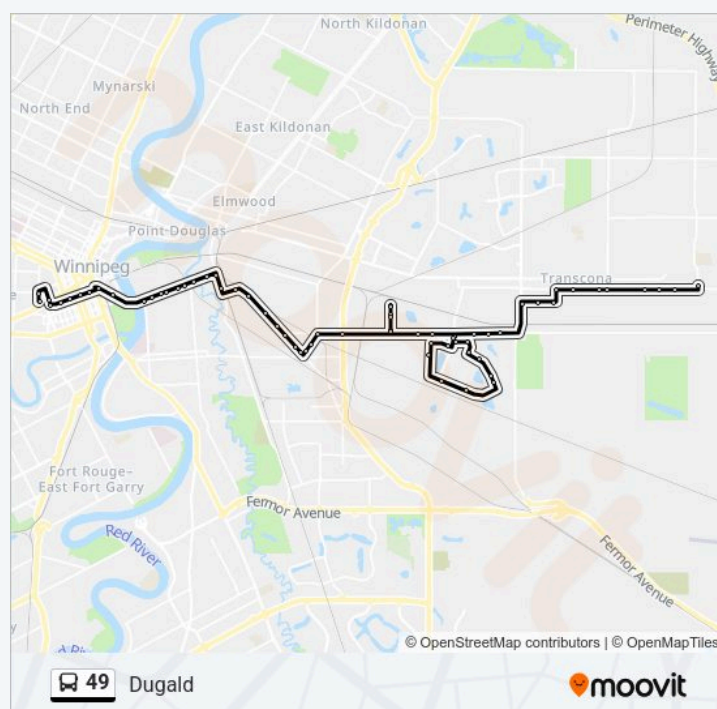 North Kildonan
Perimeter Highway
Mynarski
North End
East Kildonan
Elmwood
Point Douglas
Winnipeg
Transcona
Fort Rouge–
East Fort Garry
Fermor Avenue
Red River
Fermor Avenue
© OpenStreetMap contributors | © OpenMapTiles
49 Dugald
moovit